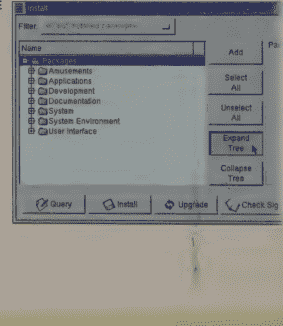 Install
Filter:
Name
Packages
Amusements
Applications
Development
Documentation
System
System Environment
User Interface
Add
Select
All
Unselect
All
Expand
Tree
Collapse
Tree
Query
Install
Upgrade
Check Sig